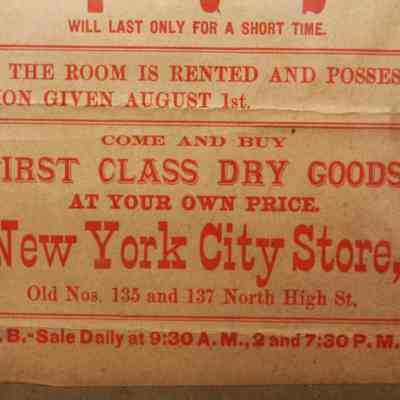 WILL LAST ONLY FOR A SHORT TIME.
THE ROOM IS RENTED AND POSSES
ION GIVEN AUGUST 1st.
COME AND BUY
IRST CLASS DRY GOODS
AT YOUR OWN PRICE.
New York City Store,
Old Nos. 135 and 137 North High St.
. B.-Sale Daily at 9:30 A. M., 2 and 7:30 P. M.